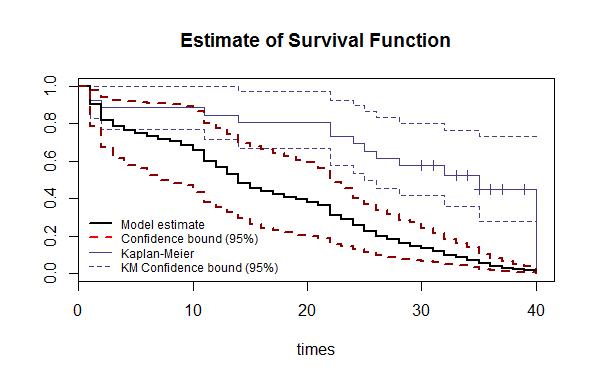 Estimate of Survival Function
1.0
0.8
0.6
0.4
0.2
0.0
Model estimate
Confidence bound (95%)
Kaplan-Meier
KM Confidence bound (95%)
0 10 20 30 40
times